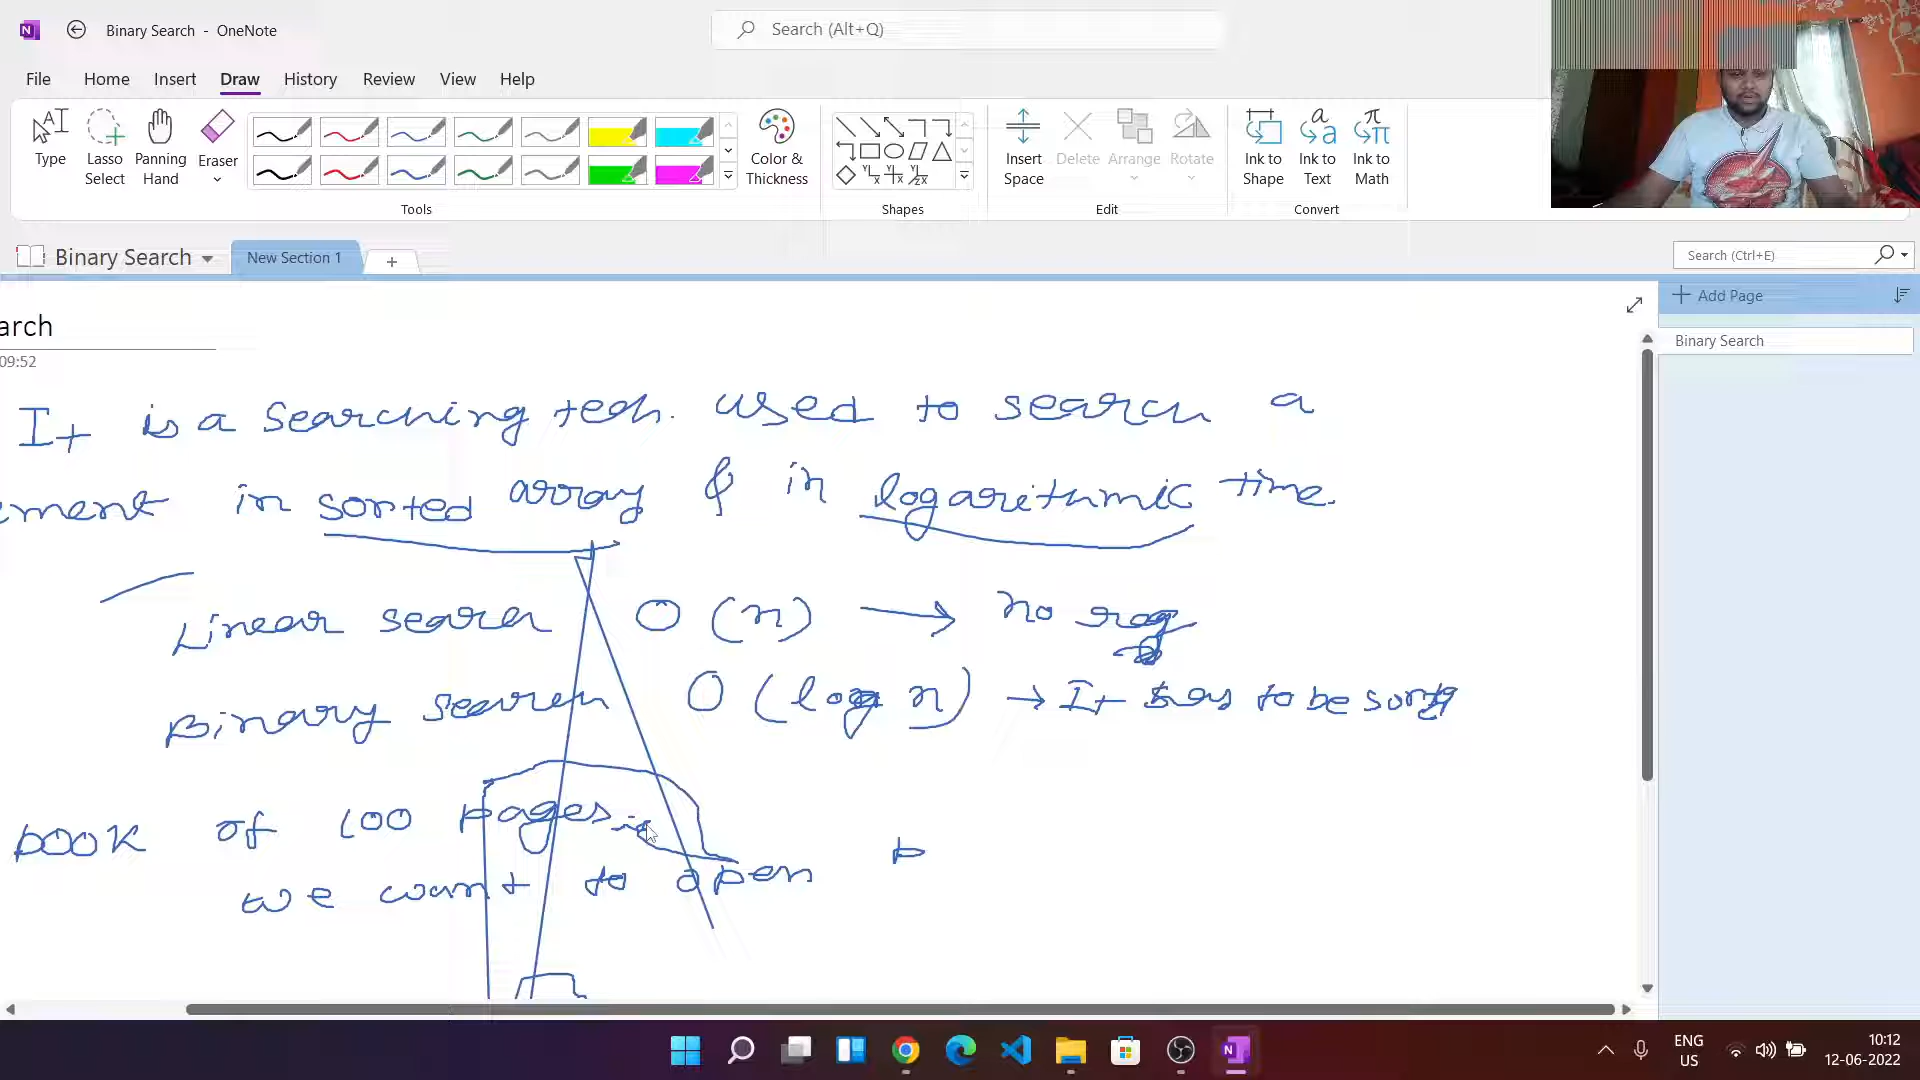 Binary Search - OneNote
Search (Alt+Q)
File Home Insert Draw History Review View Help
Type
Lasso Select
Panning Hand
Eraser
Color & Thickness
Insert Space
Delete
Arrange
Rotate
Ink to Shape
Ink to Text
Ink to Math
Tools
Shapes
Edit
Convert
Binary Search
New Section 1
Search (Ctrl+E)
Add Page
Binary Search
arch
09:52
It is a searching tech. used to search a
ement in sorted array & in logarithmic time.
Linear search O (n) → no
Binary search O (log n) → It has to be
book of 100 pages
we want to open
ENG US
10:12
12-06-2022